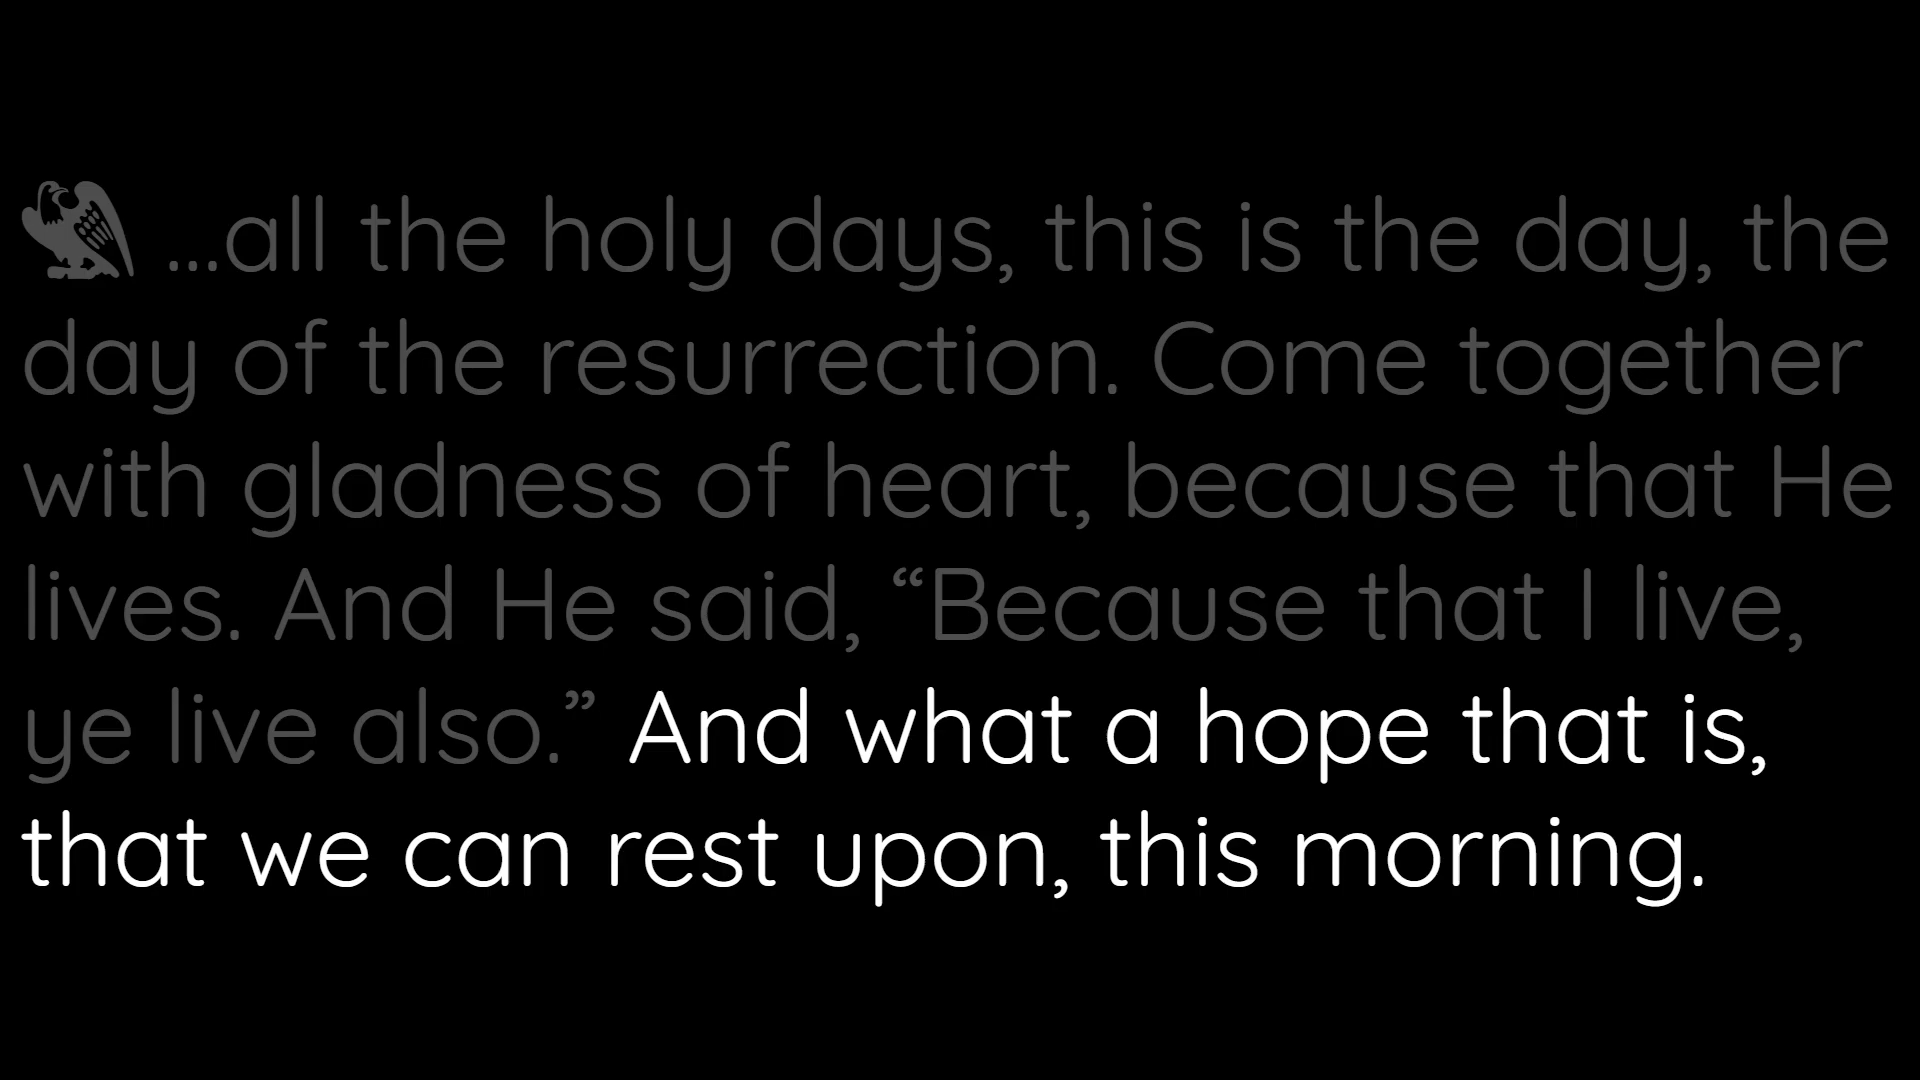 ...all the holy days, this is the day, the
day of the resurrection. Come together
with gladness of heart, because that He
lives. And He said, “Because that I live,
ye live also.” And what a hope that is,
that we can rest upon, this morning.